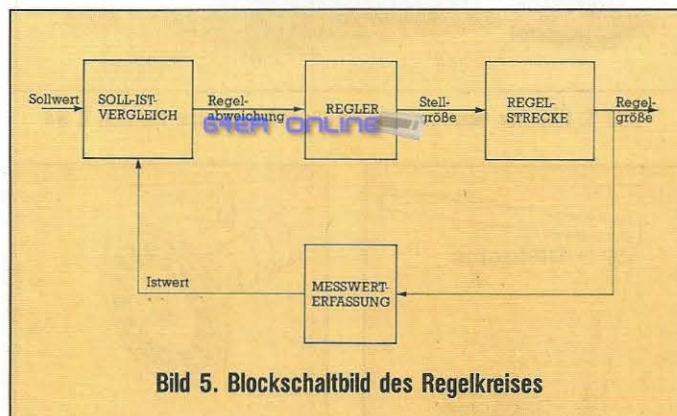 Sollwert
SOLL-IST-
VERGLEICH
Regel-
abweichung
REGLER
Stell-
größe
REGEL-
STRECKE
Regel-
größe
64ER ONLINE
Istwert
MESSWERT-
ERFASSUNG
Bild 5. Blockschaltbild des Regelkreises